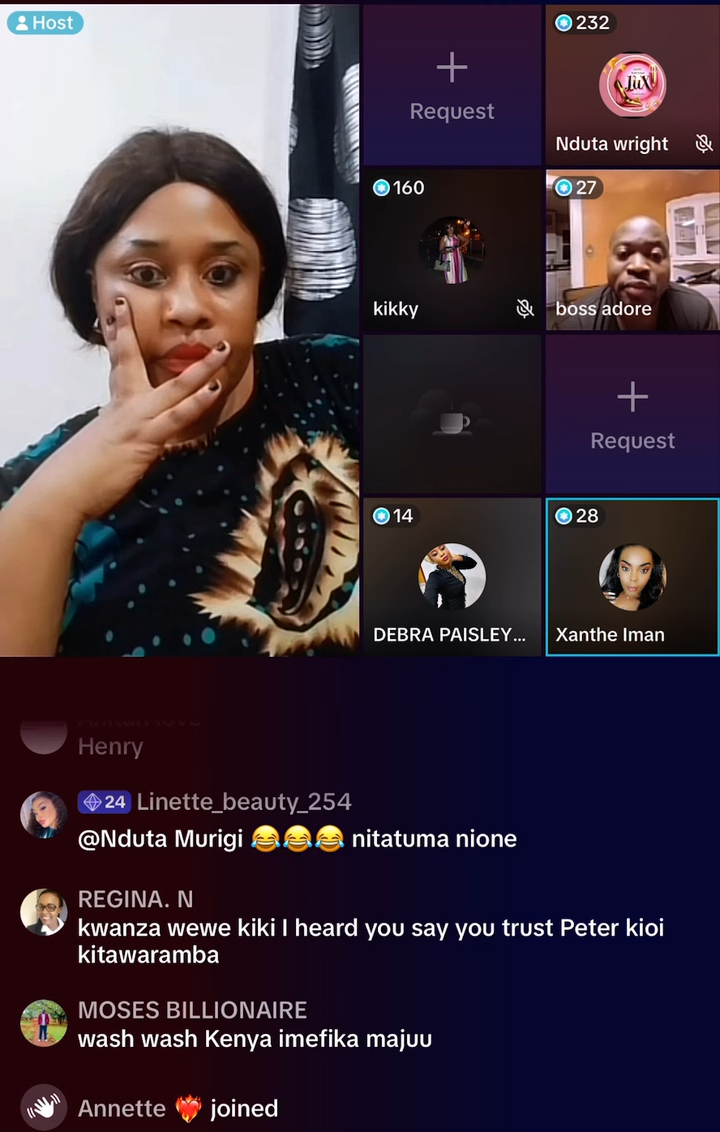 Host
Request
232
LuX
Nduta wright
160
kikky
27
boss adore
Request
14
DEBRA PAISLEY...
28
Xanthe Iman
Henry
24 Linette_beauty_254
@Nduta Murigi 😂😂😂 nitatuma nione
REGINA. N
kwanza wewe kiki I heard you say you trust Peter kioi
kitawaramba
MOSES BILLIONAIRE
wash wash Kenya imefika majuu
Annette ❤️‍🔥 joined